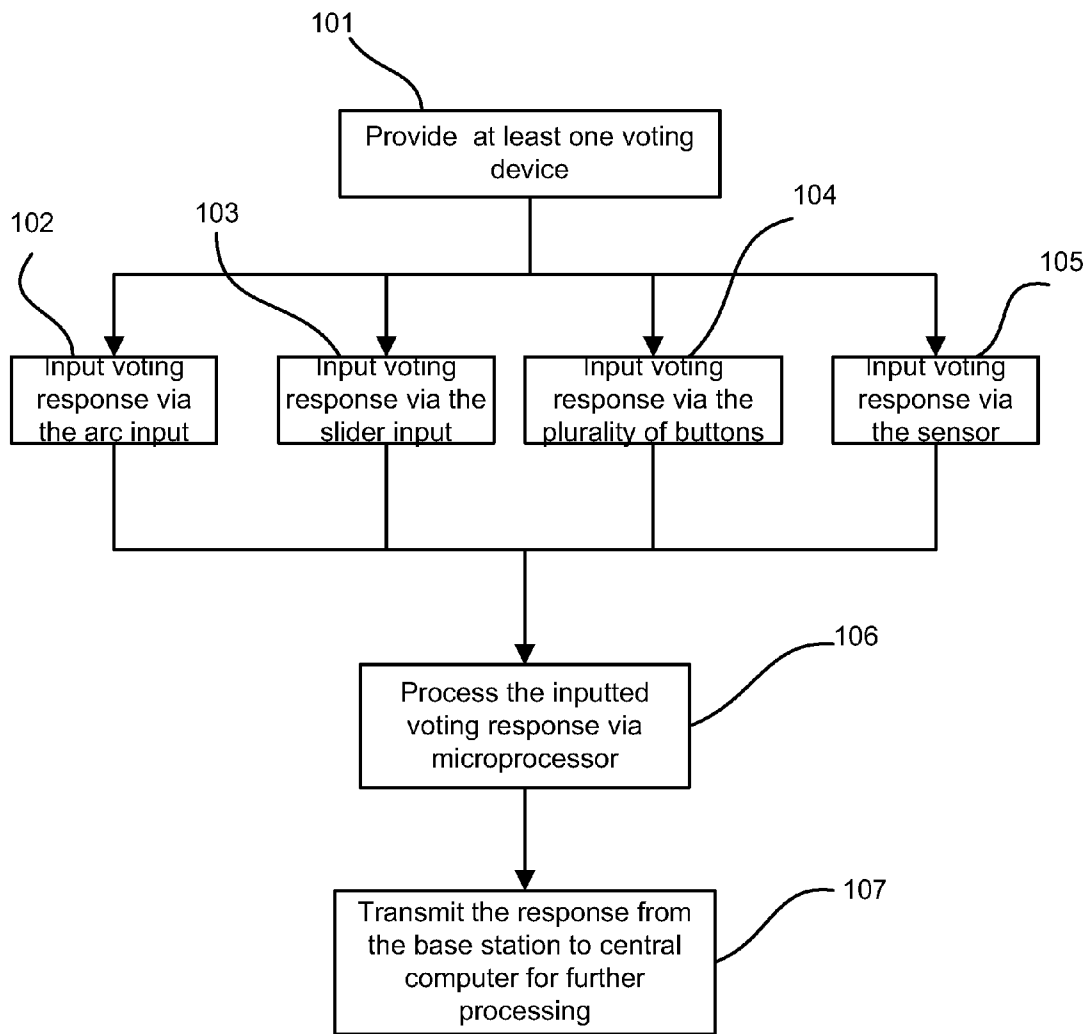 101
Provide at least one voting
device
102
103
104
105
Input voting
response via
the arc input
Input voting
response via the
slider input
Input voting
response via the
plurality of buttons
Input voting
response via
the sensor
106
Process the inputted
voting response via
microprocessor
107
Transmit the response from
the base station to central
computer for further
processing